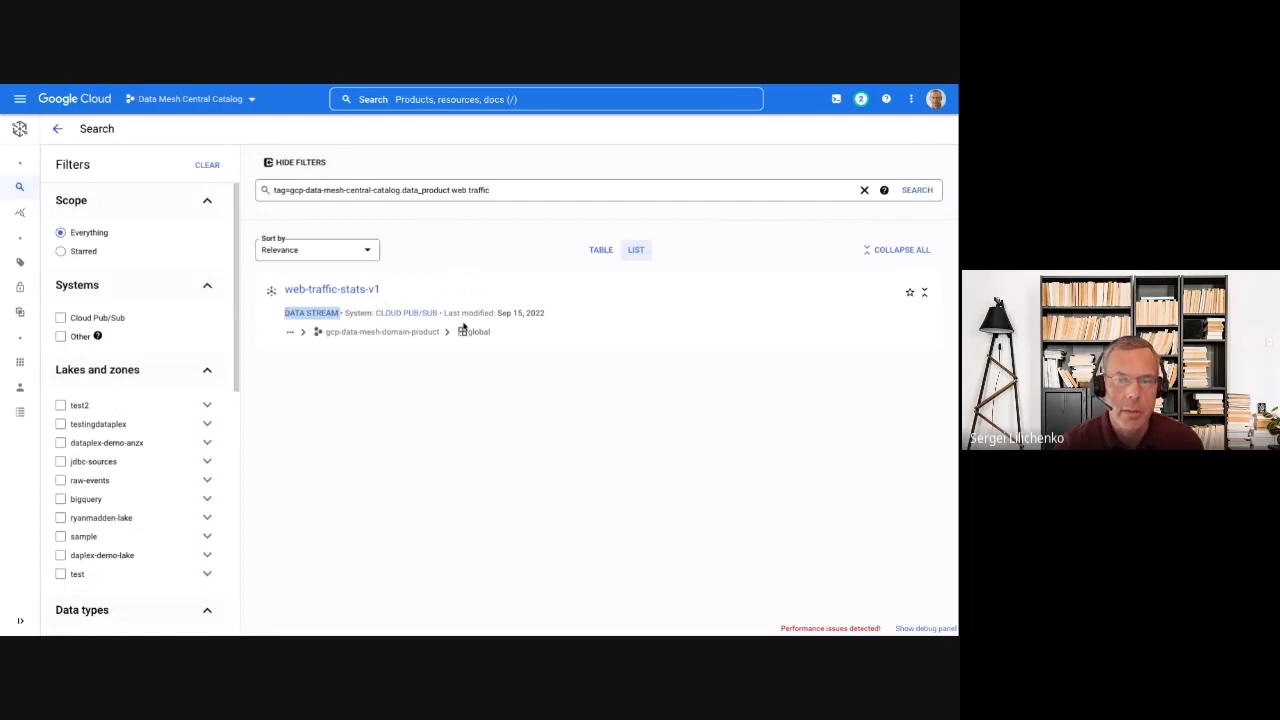 Google Cloud
Data Mesh Central Catalog
Search Products, resources, docs (/)
2
Search
Filters
CLEAR
Scope
Everything
Starred
Systems
Cloud Pub/Sub
Other
Lakes and zones
test2
testingdataplex
dataplex-demo-anzx
jdbc-sources
raw-events
bigquery
ryanmadden-lake
sample
daplex-demo-lake
test
Data types
HIDE FILTERS
tag=gcp-data-mesh-central-catalog.data_product web traffic
SEARCH
Sort by
Relevance
TABLE
LIST
COLLAPSE ALL
web-traffic-stats-v1
DATA STREAM • System: CLOUD PUB/SUB • Last modified: Sep 15, 2022
gcp-data-mesh-domain-product
global
Performance issues detected!
Show debug panel
Sergei Lilichenko